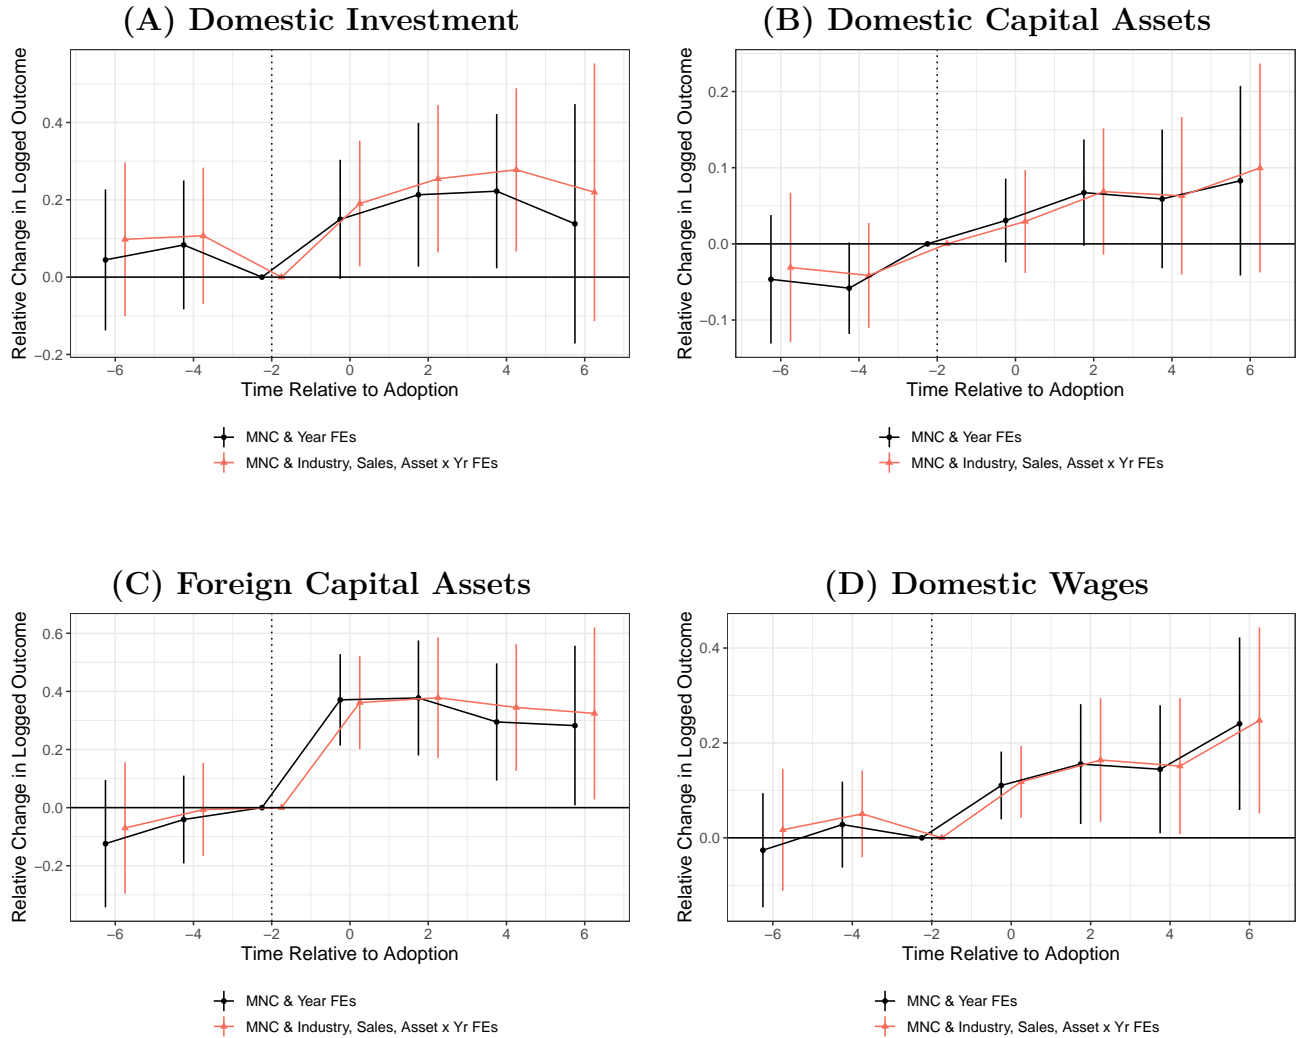 (A) Domestic Investment
Relative Change in Logged Outcome
0.4
0.2
0.0
−0.2
−6 −4 −2 0 2 4 6
Time Relative to Adoption
MNC & Year FEs
MNC & Industry, Sales, Asset x Yr FEs
(B) Domestic Capital Assets
Relative Change in Logged Outcome
0.2
0.1
0.0
−0.1
−6 −4 −2 0 2 4 6
Time Relative to Adoption
MNC & Year FEs
MNC & Industry, Sales, Asset x Yr FEs
(C) Foreign Capital Assets
Relative Change in Logged Outcome
0.6
0.4
0.2
0.0
−0.2
−6 −4 −2 0 2 4 6
Time Relative to Adoption
MNC & Year FEs
MNC & Industry, Sales, Asset x Yr FEs
(D) Domestic Wages
Relative Change in Logged Outcome
0.4
0.2
0.0
−6 −4 −2 0 2 4 6
Time Relative to Adoption
MNC & Year FEs
MNC & Industry, Sales, Asset x Yr FEs